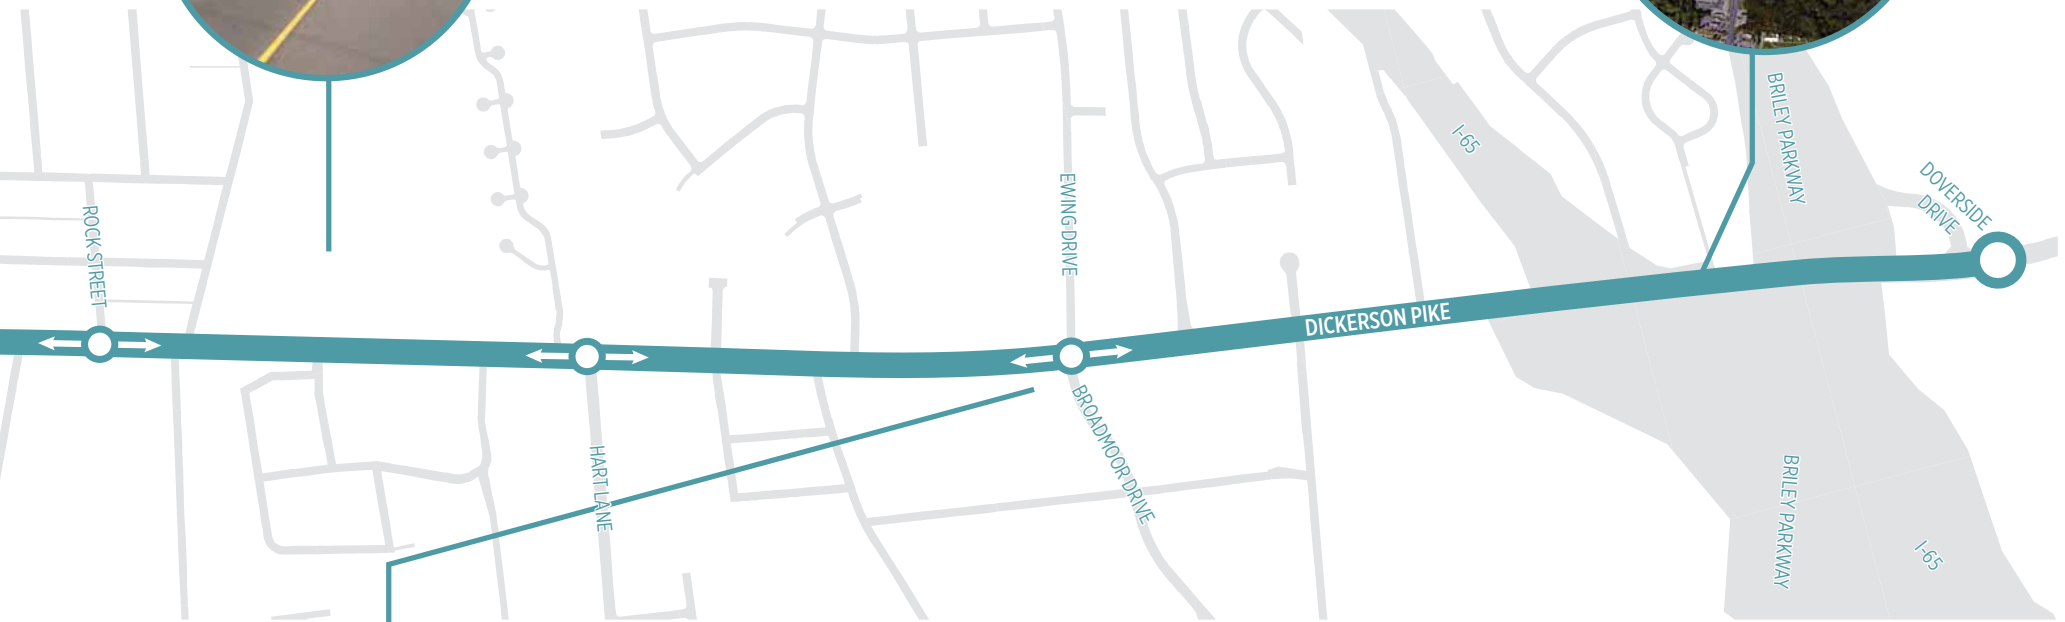 BRILEY PARKWAY
I-65
DOVERSIDE
DRIVE
EWING DRIVE
ROCK STREET
DICKERSON PIKE
BROADMOOR DRIVE
HART LANE
BRILEY PARKWAY
I-65